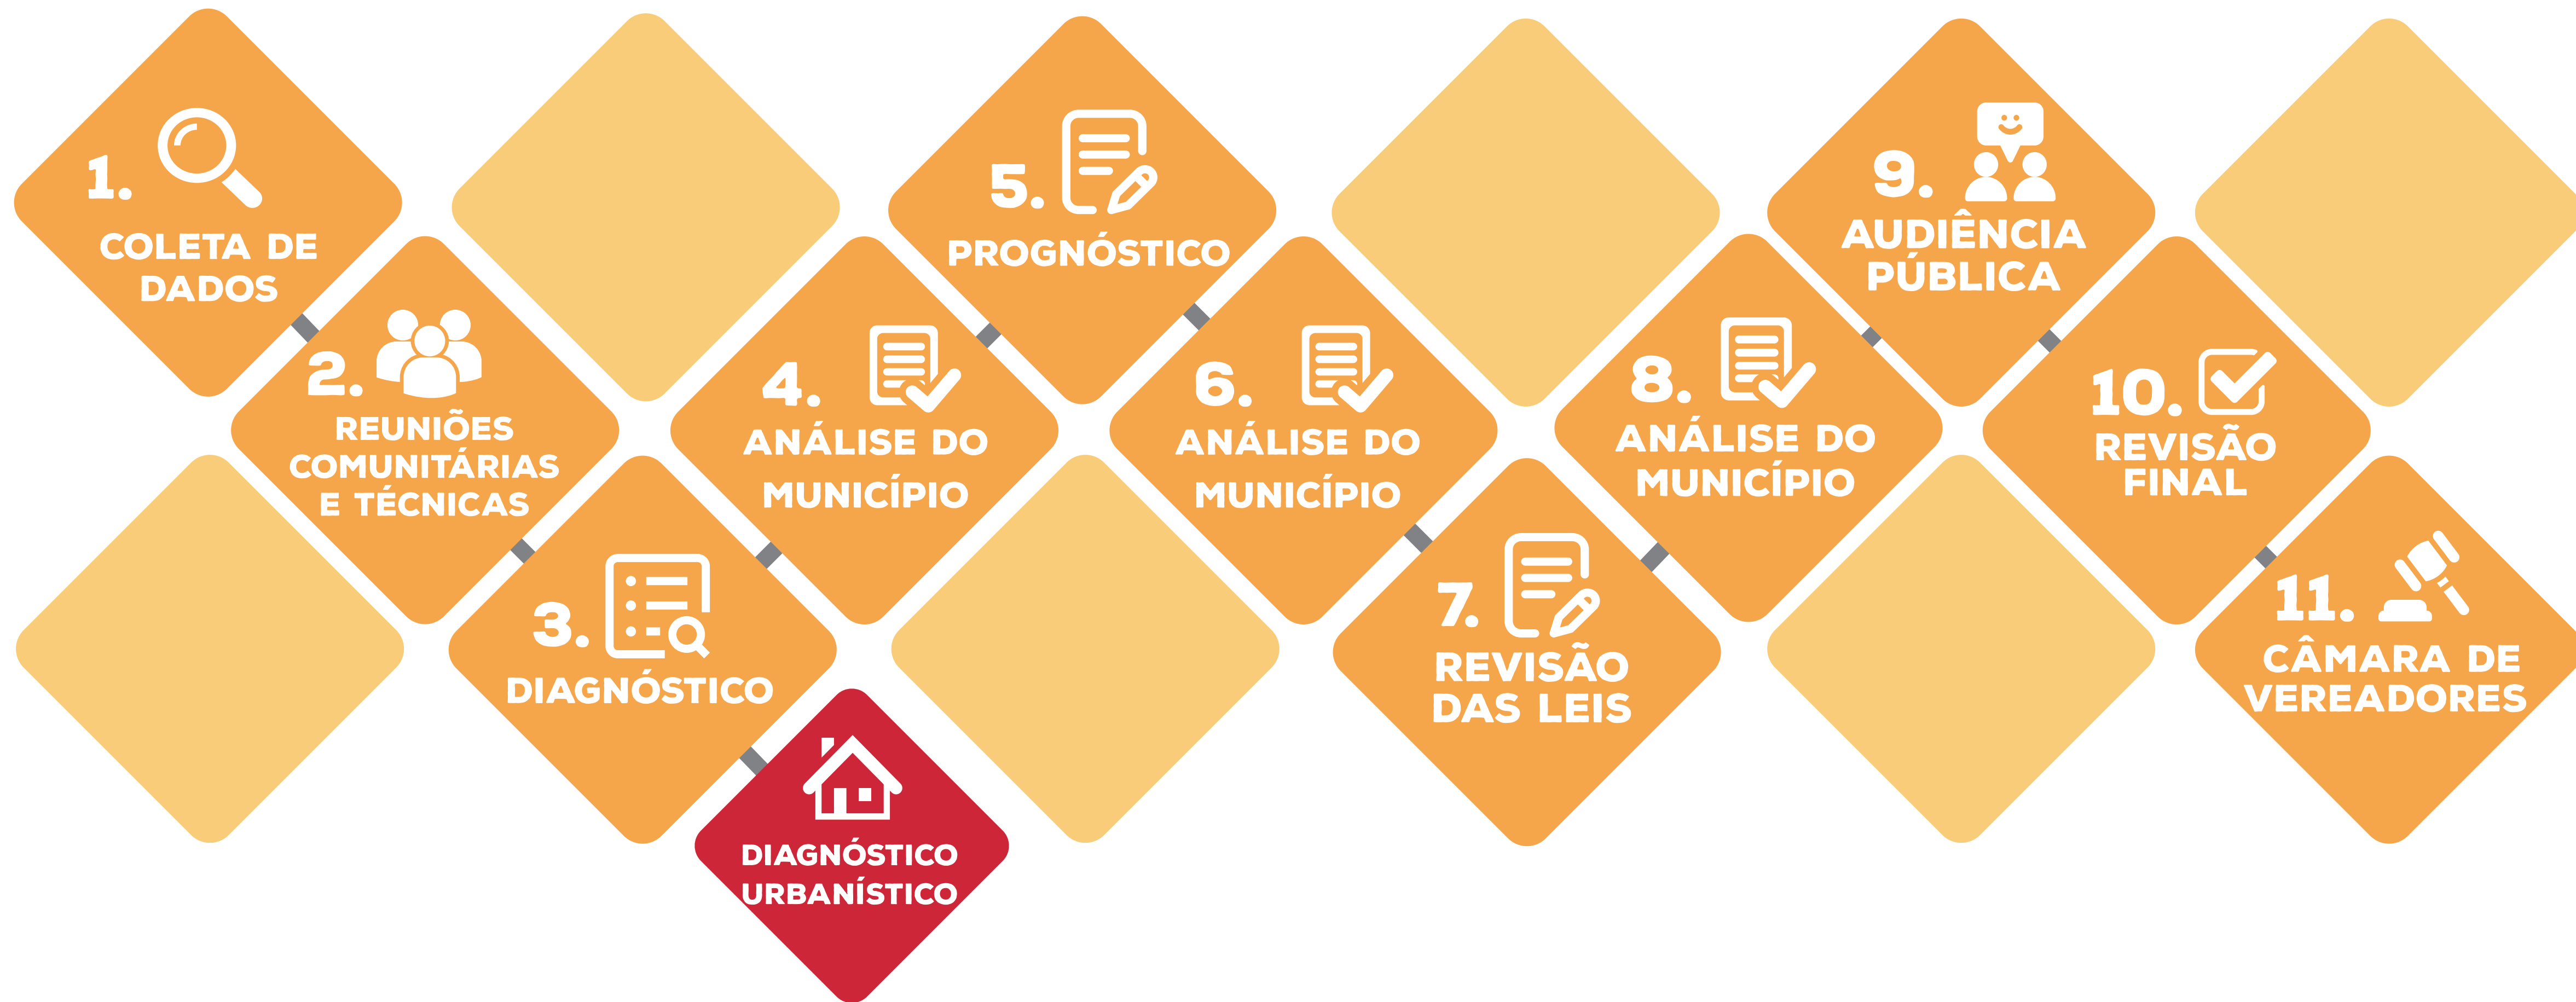 1.
COLETA DE
DADOS
2.
REUNIÕES
COMUNITÁRIAS
E TÉCNICAS
3.
DIAGNÓSTICO
DIAGNÓSTICO
URBANÍSTICO
4.
ANÁLISE DO
MUNICÍPIO
5.
PROGNÓSTICO
6.
ANÁLISE DO
MUNICÍPIO
7.
REVISÃO
DAS LEIS
8.
ANÁLISE DO
MUNICÍPIO
9.
AUDIÊNCIA
PÚBLICA
10.
REVISÃO
FINAL
11.
CÂMARA DE
VEREADORES